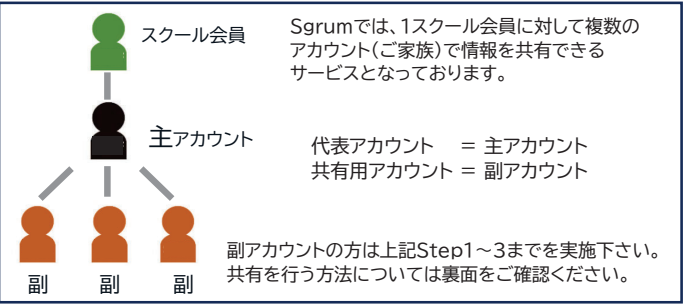 スクール会員
Sgrumでは、1スクール会員に対して複数の
アカウント(ご家族)で情報を共有できる
サービスとなっております。
主アカウント
代表アカウント = 主アカウント
共有用アカウント = 副アカウント
副アカウントの方は上記Step1~3までを実施下さい。
共有を行う方法については裏面をご確認ください。
副 副 副